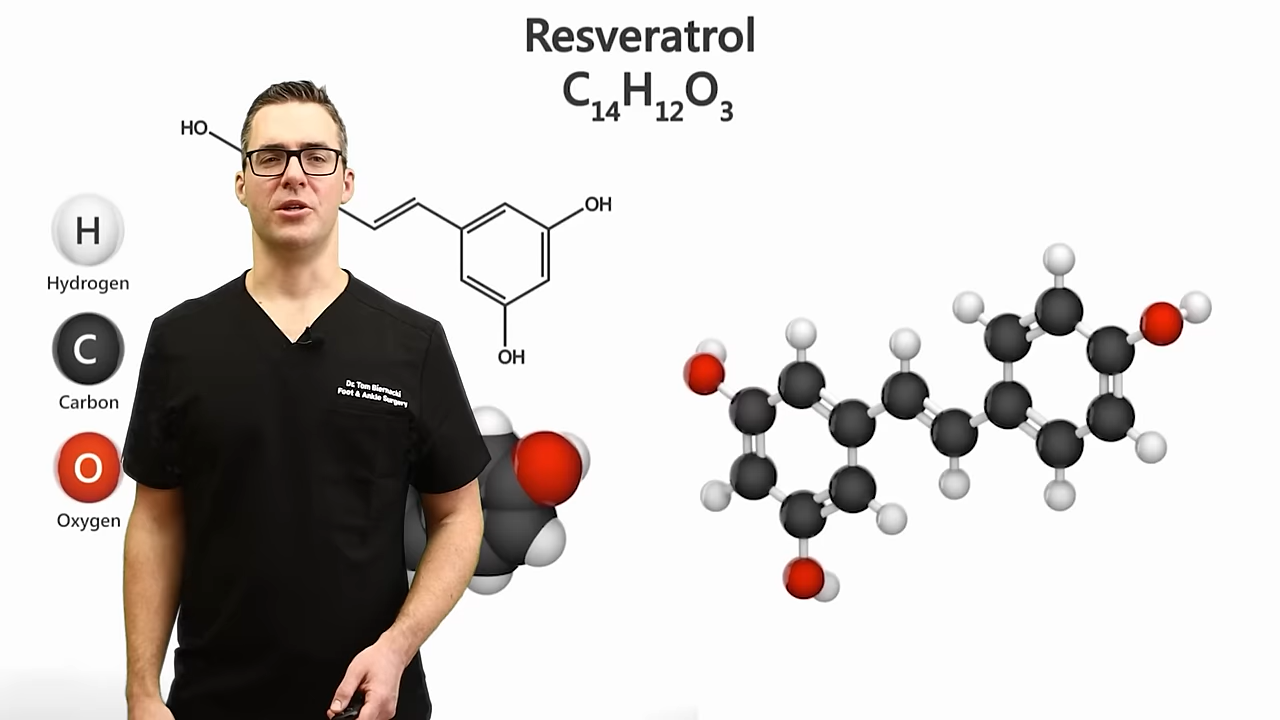 Resveratrol
C₁₄H₁₂O₃
HO
OH
OH
H
Hydrogen
C
Carbon
O
Oxygen
Dr. Tom Biernacki
Foot & Ankle Surgery